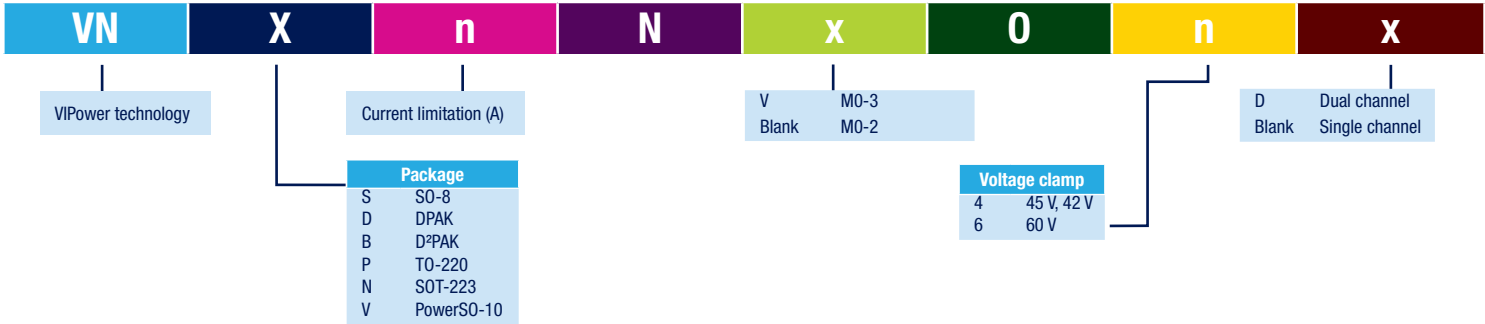 VN X n N x O n x
VIPower technology
Current limitation (A)
V M0-3
Blank M0-2
D Dual channel
Blank Single channel
Package
S SO-8
D DPAK
B D²PAK
P TO-220
N SOT-223
V PowerSO-10
Voltage clamp
4 45 V, 42 V
6 60 V